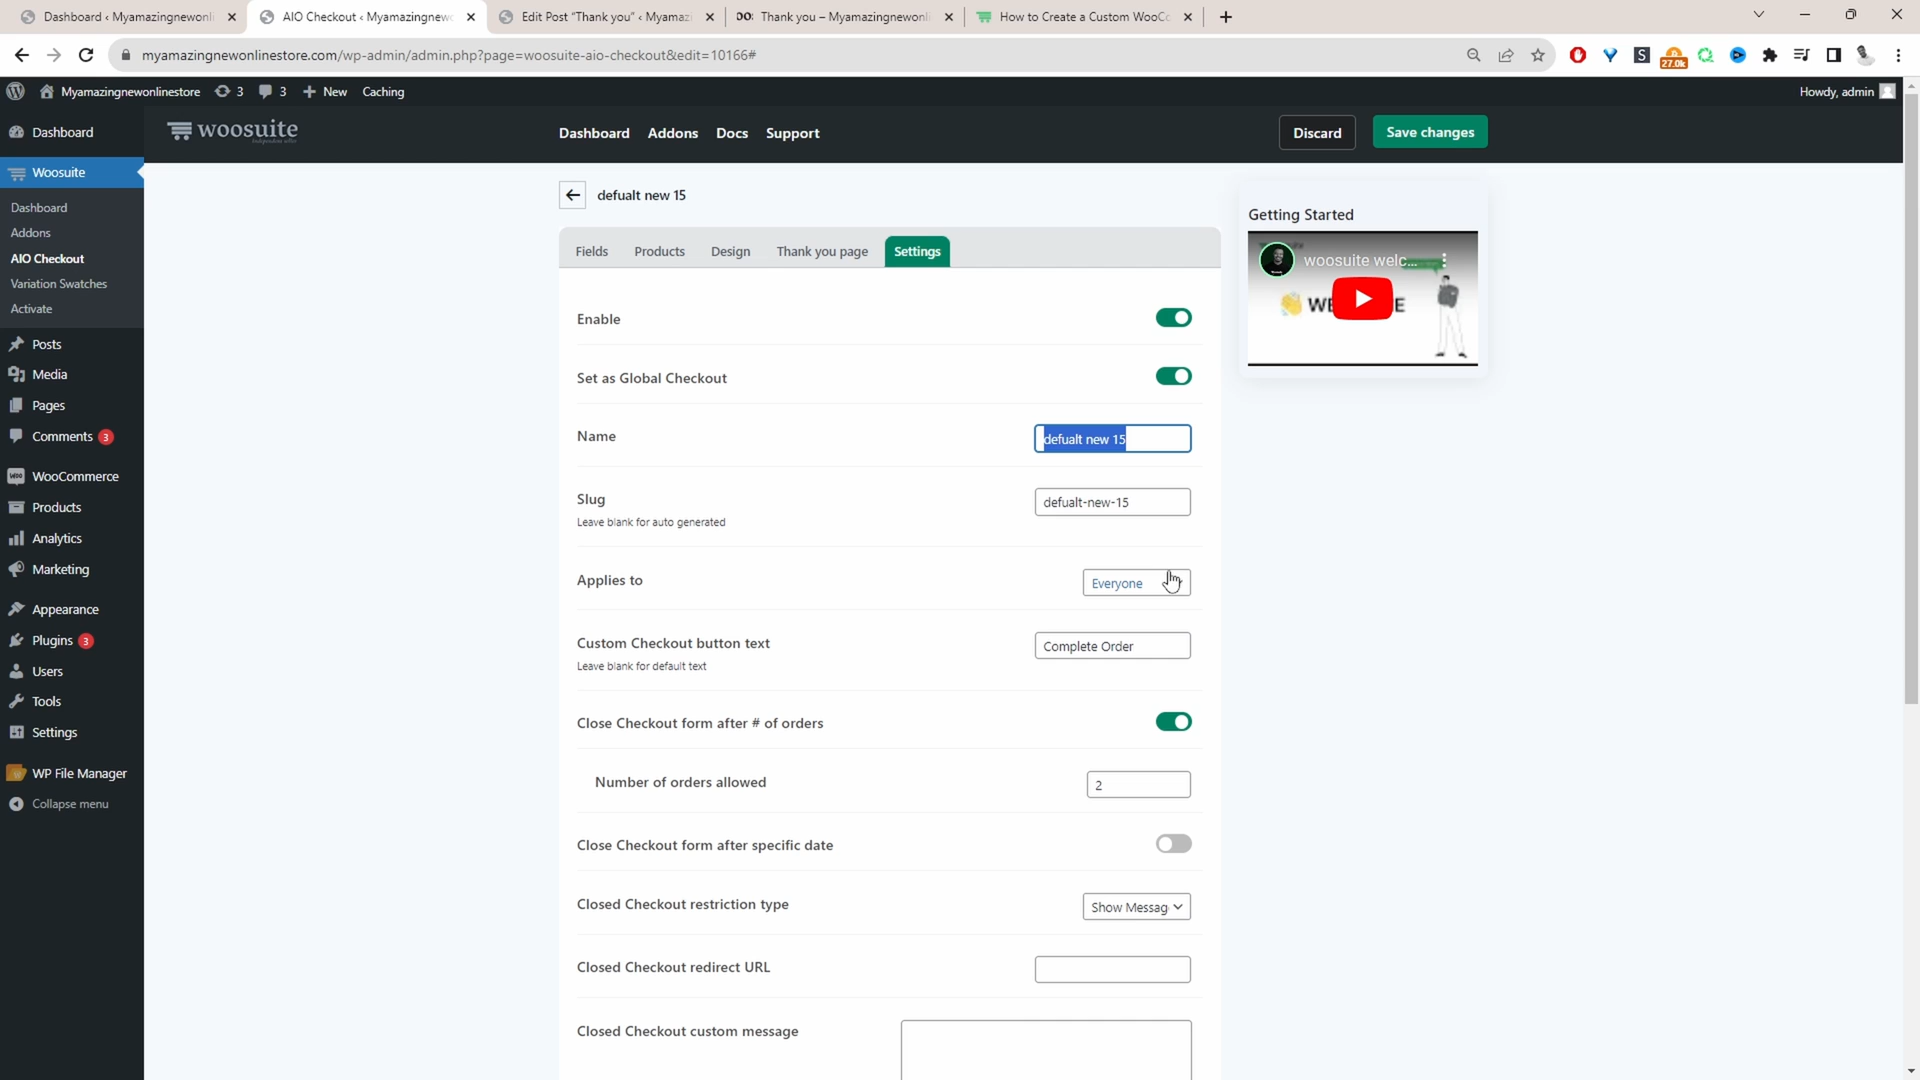 Dashboard ‹ Myamazingnewonli
AIO Checkout ‹ Myamazingnewo
Edit Post “Thank you” ‹ Myamaz
Thank you – Myamazingnewonli
How to Create a Custom WooCo
myamazingnewonlinestore.com/wp-admin/admin.php?page=woosuite-aio-checkout&edit=10166#
27.0k
Myamazingnewonlinestore 3 3 New Caching
Howdy, admin
woosuite
Dashboard Addons Docs Support
Discard
Save changes
Dashboard
Woosuite
Dashboard
Addons
AIO Checkout
Variation Swatches
Activate
Posts
Media
Pages
Comments 3
WooCommerce
Products
Analytics
Marketing
Appearance
Plugins 3
Users
Tools
Settings
WP File Manager
Collapse menu
defualt new 15
Fields Products Design Thank you page Settings
Enable
Set as Global Checkout
Name defualt new 15
Slug defualt-new-15
Leave blank for auto generated
Applies to Everyone
Custom Checkout button text Complete Order
Leave blank for default text
Close Checkout form after # of orders
Number of orders allowed 2
Close Checkout form after specific date
Closed Checkout restriction type Show Messag
Closed Checkout redirect URL
Closed Checkout custom message
Getting Started
woosuite welc...